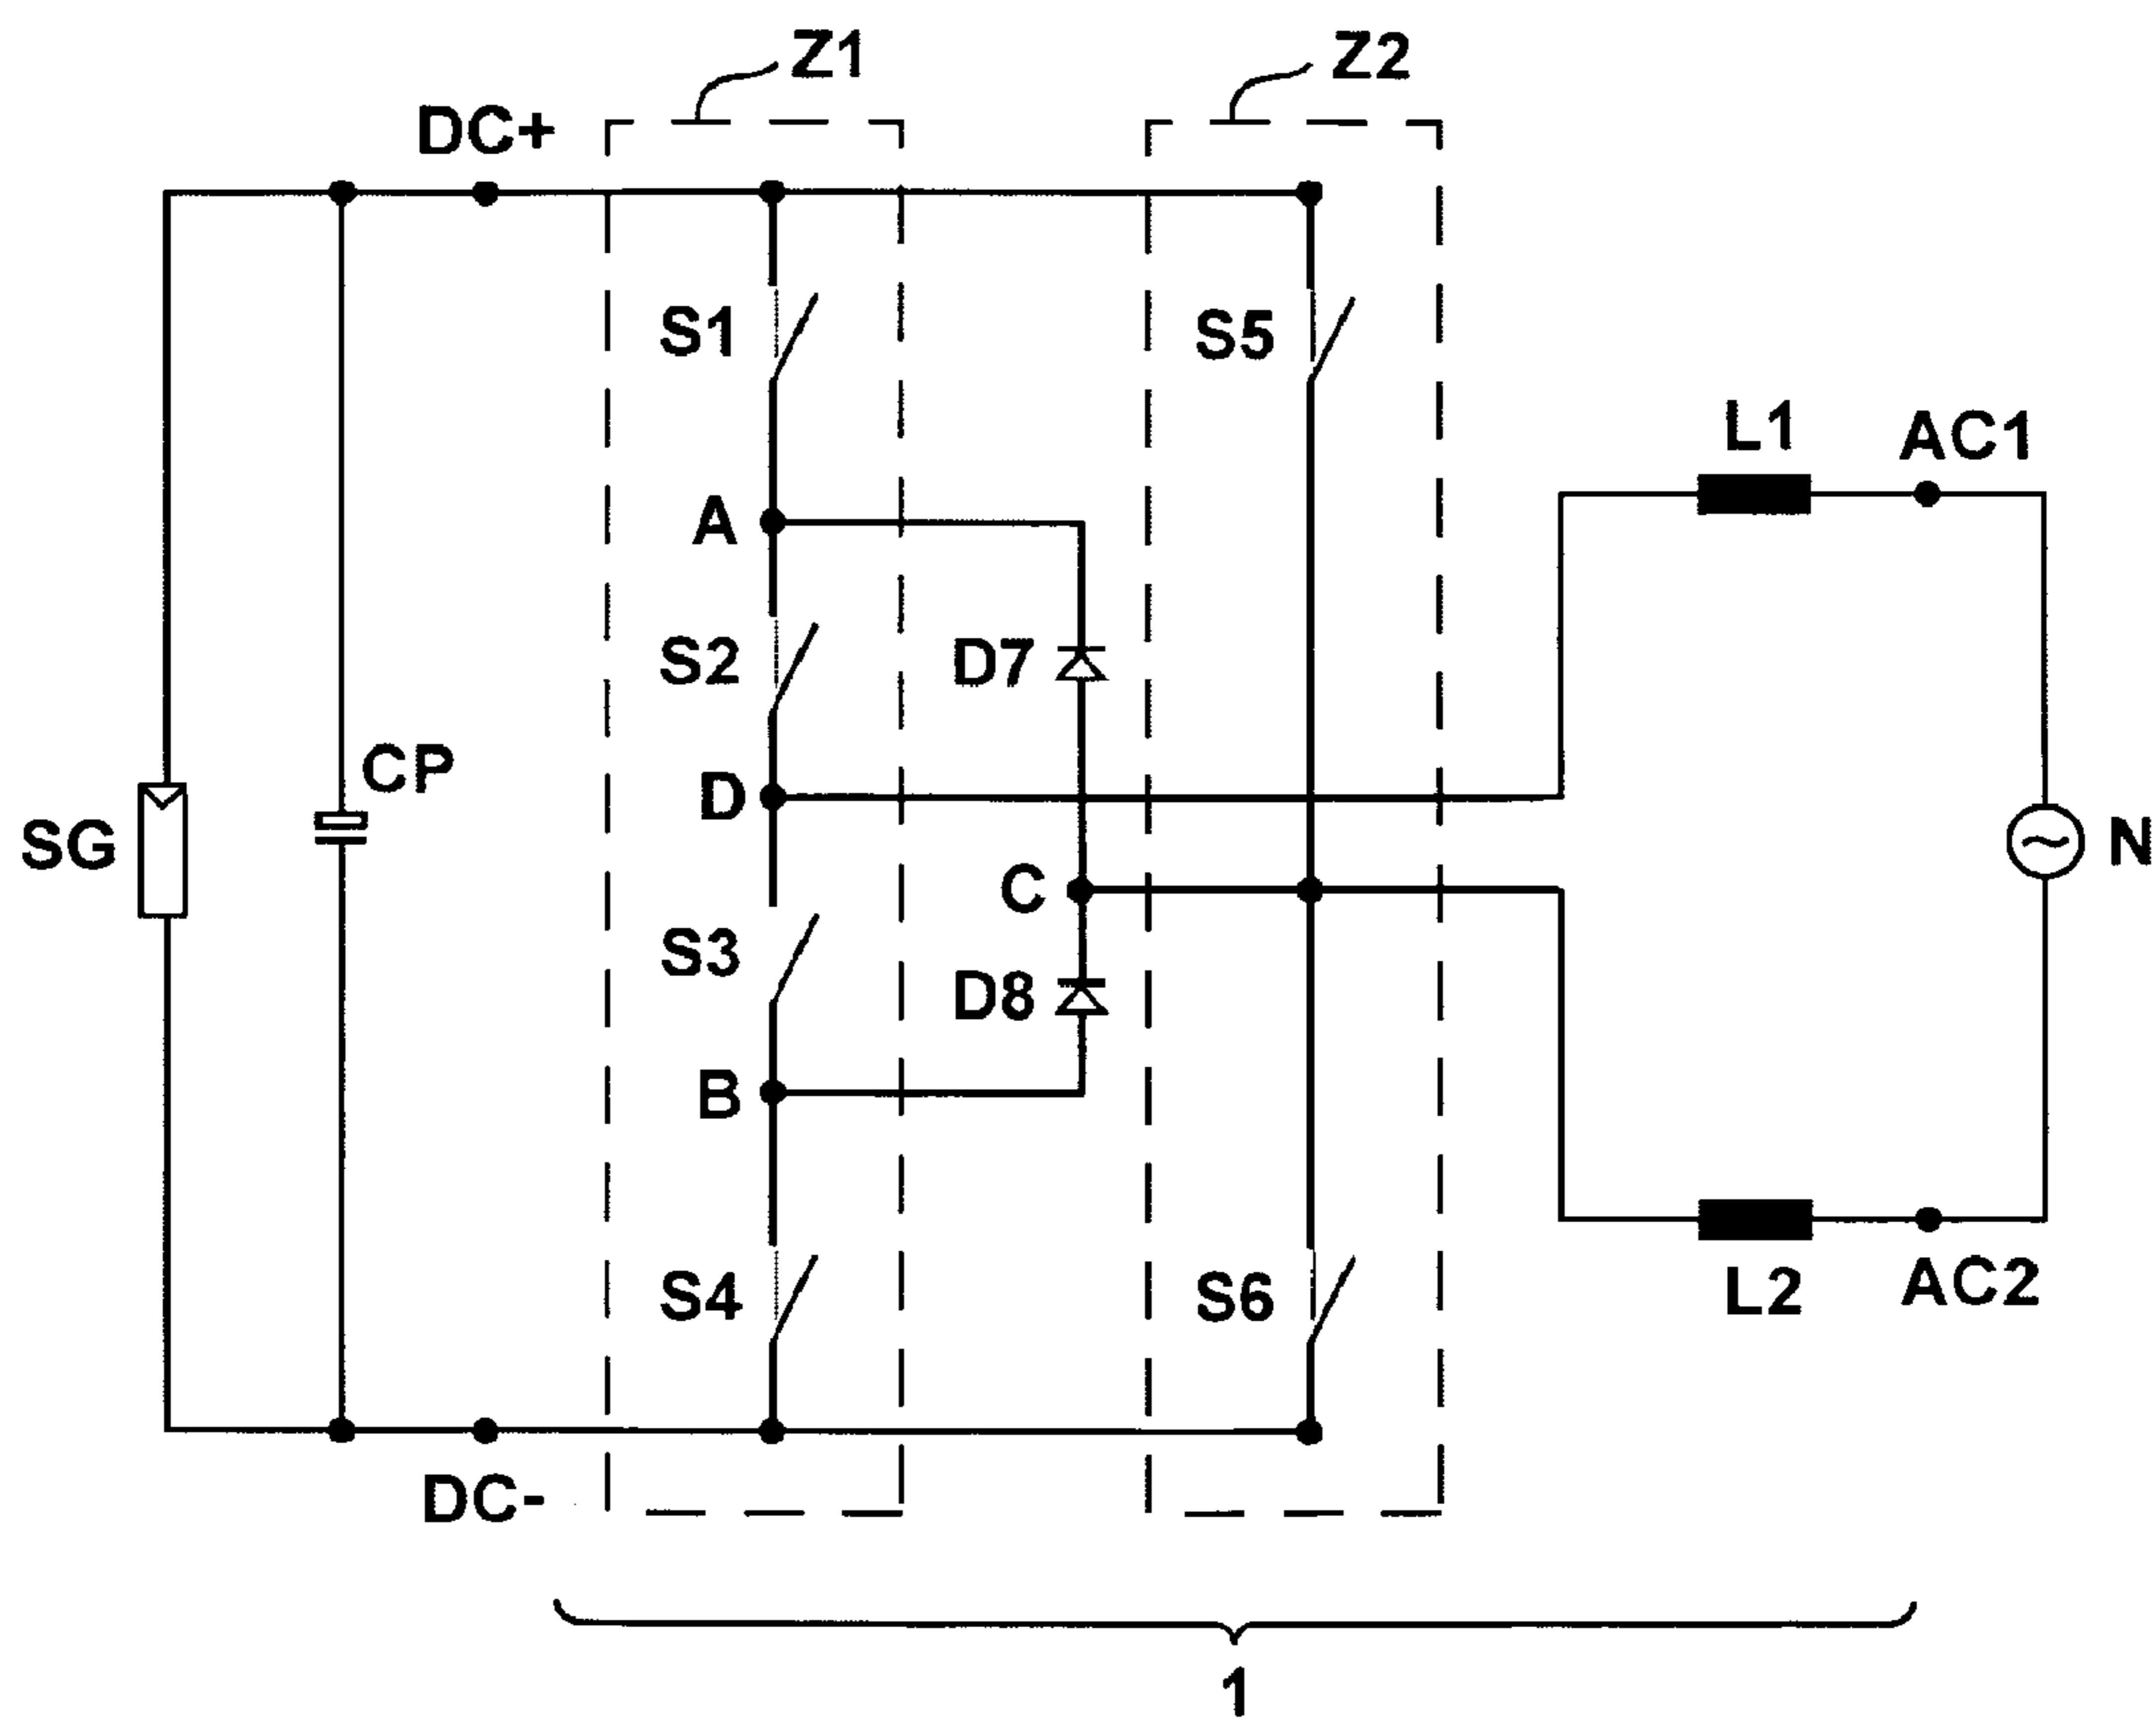 Z1
Z2
DC+
S1
S5
L1
AC1
A
S2
D7
CP
D
SG
N
C
S3
D8
B
S4
S6
L2
AC2
DC-
1